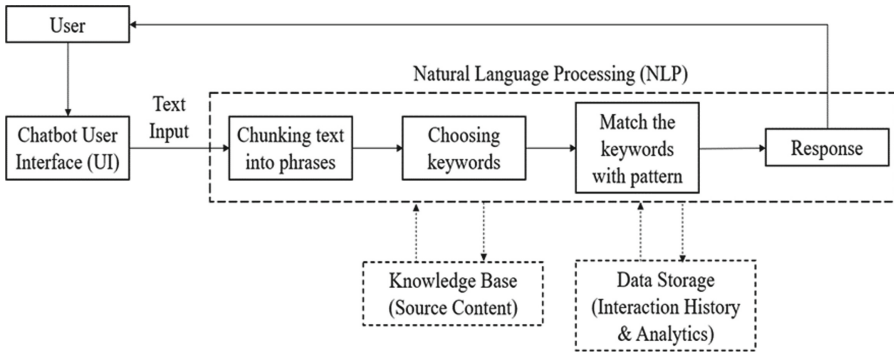 User
Natural Language Processing (NLP)
Text
Input
Chatbot User
Interface (UI)
Chunking text
into phrases
Choosing
keywords
Match the
keywords
with pattern
Response
Knowledge Base
(Source Content)
Data Storage
(Interaction History
& Analytics)